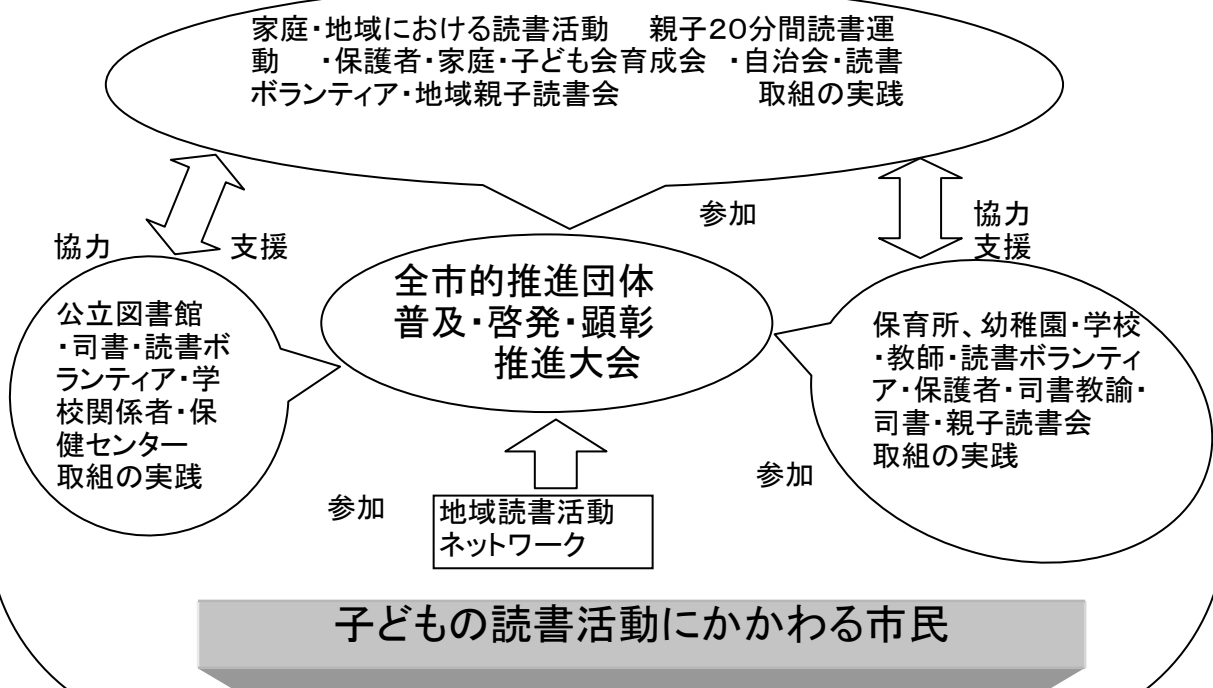 家庭・地域における読書活動　親子20分間読書運
動　・保護者・家庭・子ども会育成会　・自治会・読書
ボランティア・地域親子読書会　　　取組の実践
参加
協力
支援
協力
支援
全市的推進団体
普及・啓発・顕彰
推進大会
公立図書館
・司書・読書ボ
ランティア・学
校関係者・保
健センター
取組の実践
保育所、幼稚園・学校
・教師・読書ボランティ
ア・保護者・司書教諭・
司書・親子読書会
取組の実践
参加
参加
地域読書活動
ネットワーク
子どもの読書活動にかかわる市民